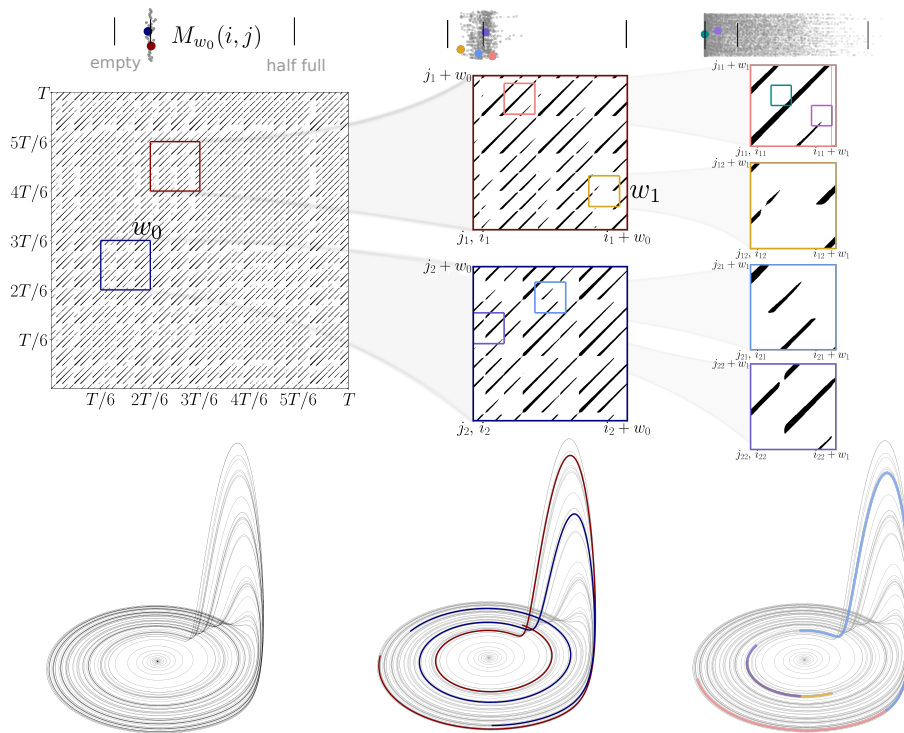 M_{w_0}(i, j)
empty
half full
T
5T/6
4T/6
3T/6
2T/6
T/6
w_0
T/6 2T/6 3T/6 4T/6 5T/6 T
j_1 + w_0
w_1
j_1, i_1 i_1 + w_0
j_2 + w_0
j_2, i_2 i_2 + w_0
j_{11} + w_1
j_{11}, i_{11} i_{11} + w_1
j_{12} + w_1
j_{12}, i_{12} i_{12} + w_1
j_{21} + w_1
j_{21}, i_{21} i_{21} + w_1
j_{22} + w_1
j_{22}, i_{22} i_{22} + w_1